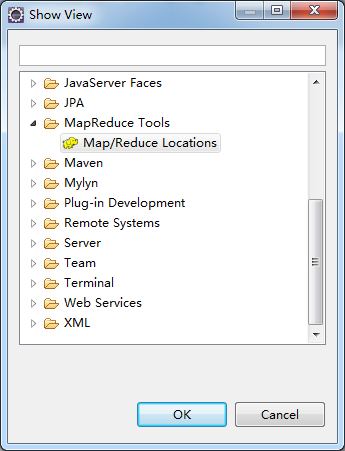 Show View
JavaServer Faces
JPA
MapReduce Tools
Map/Reduce Locations
Maven
Mylyn
Plug-in Development
Remote Systems
Server
Team
Terminal
Web Services
XML
OK
Cancel